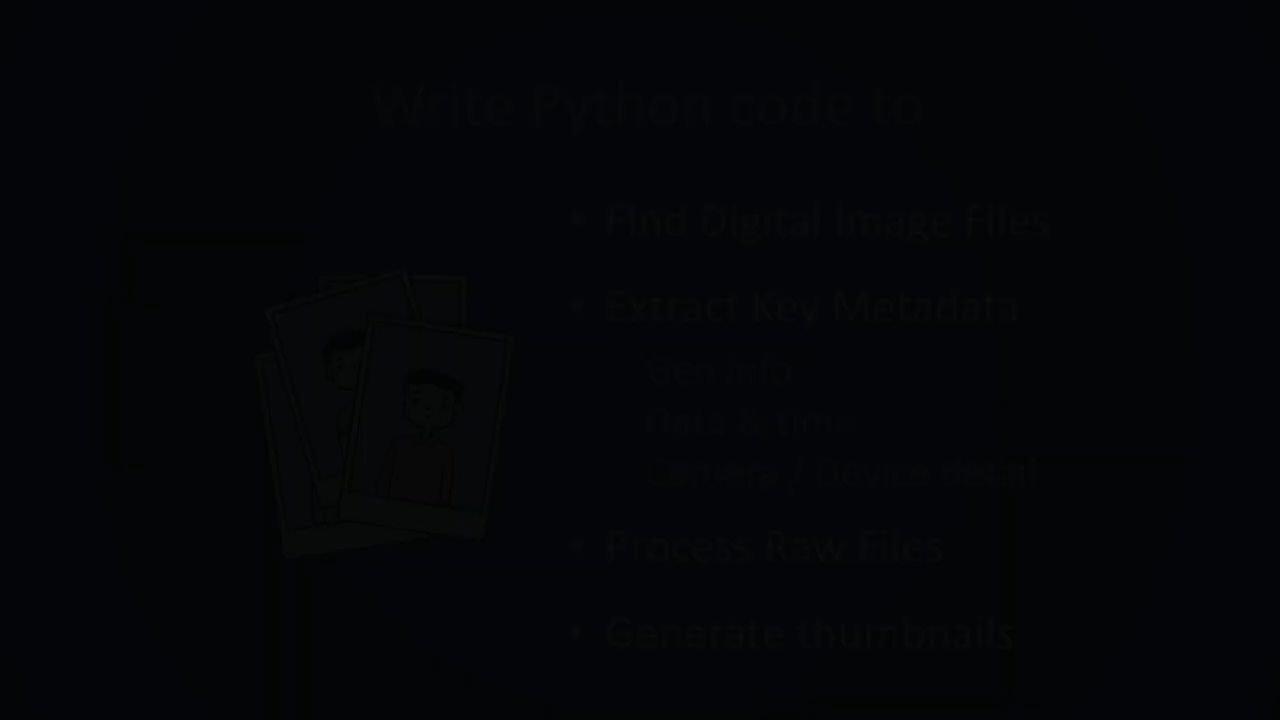 Write Python code to
• Find Digital Image Files
• Extract Key Metadata
Geo info
Date & time
Camera / Device detail
• Process Raw Files
• Generate thumbnails